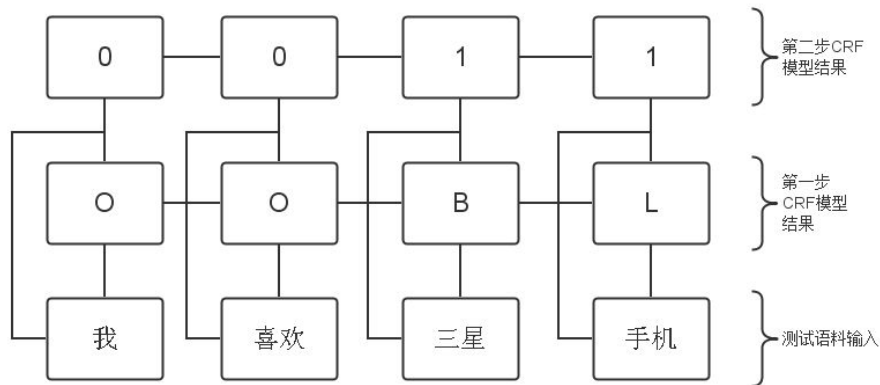 0 0 1 1
第二步CRF
模型结果
O O B L
第一步
CRF模型
结果
我 喜欢 三星 手机
测试语料输入